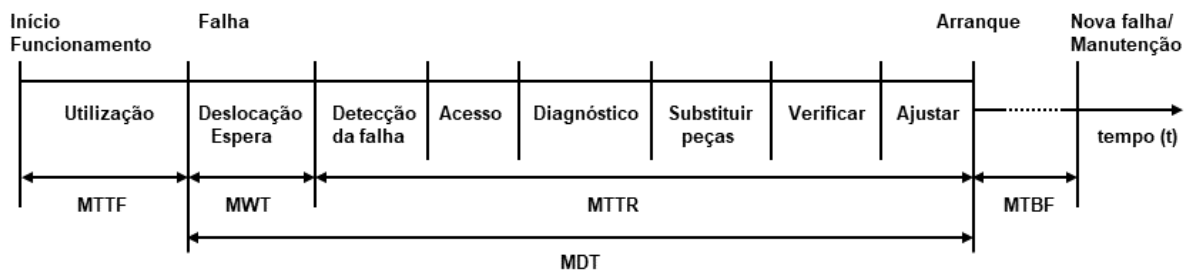 Início
Funcionamento
Falha
Arranque
Nova falha/
Manutenção
Utilização
Deslocação
Espera
Detecção
da falha
Acesso
Diagnóstico
Substituir
peças
Verificar
Ajustar
tempo (t)
MTTF
MWT
MTTR
MTBF
MDT